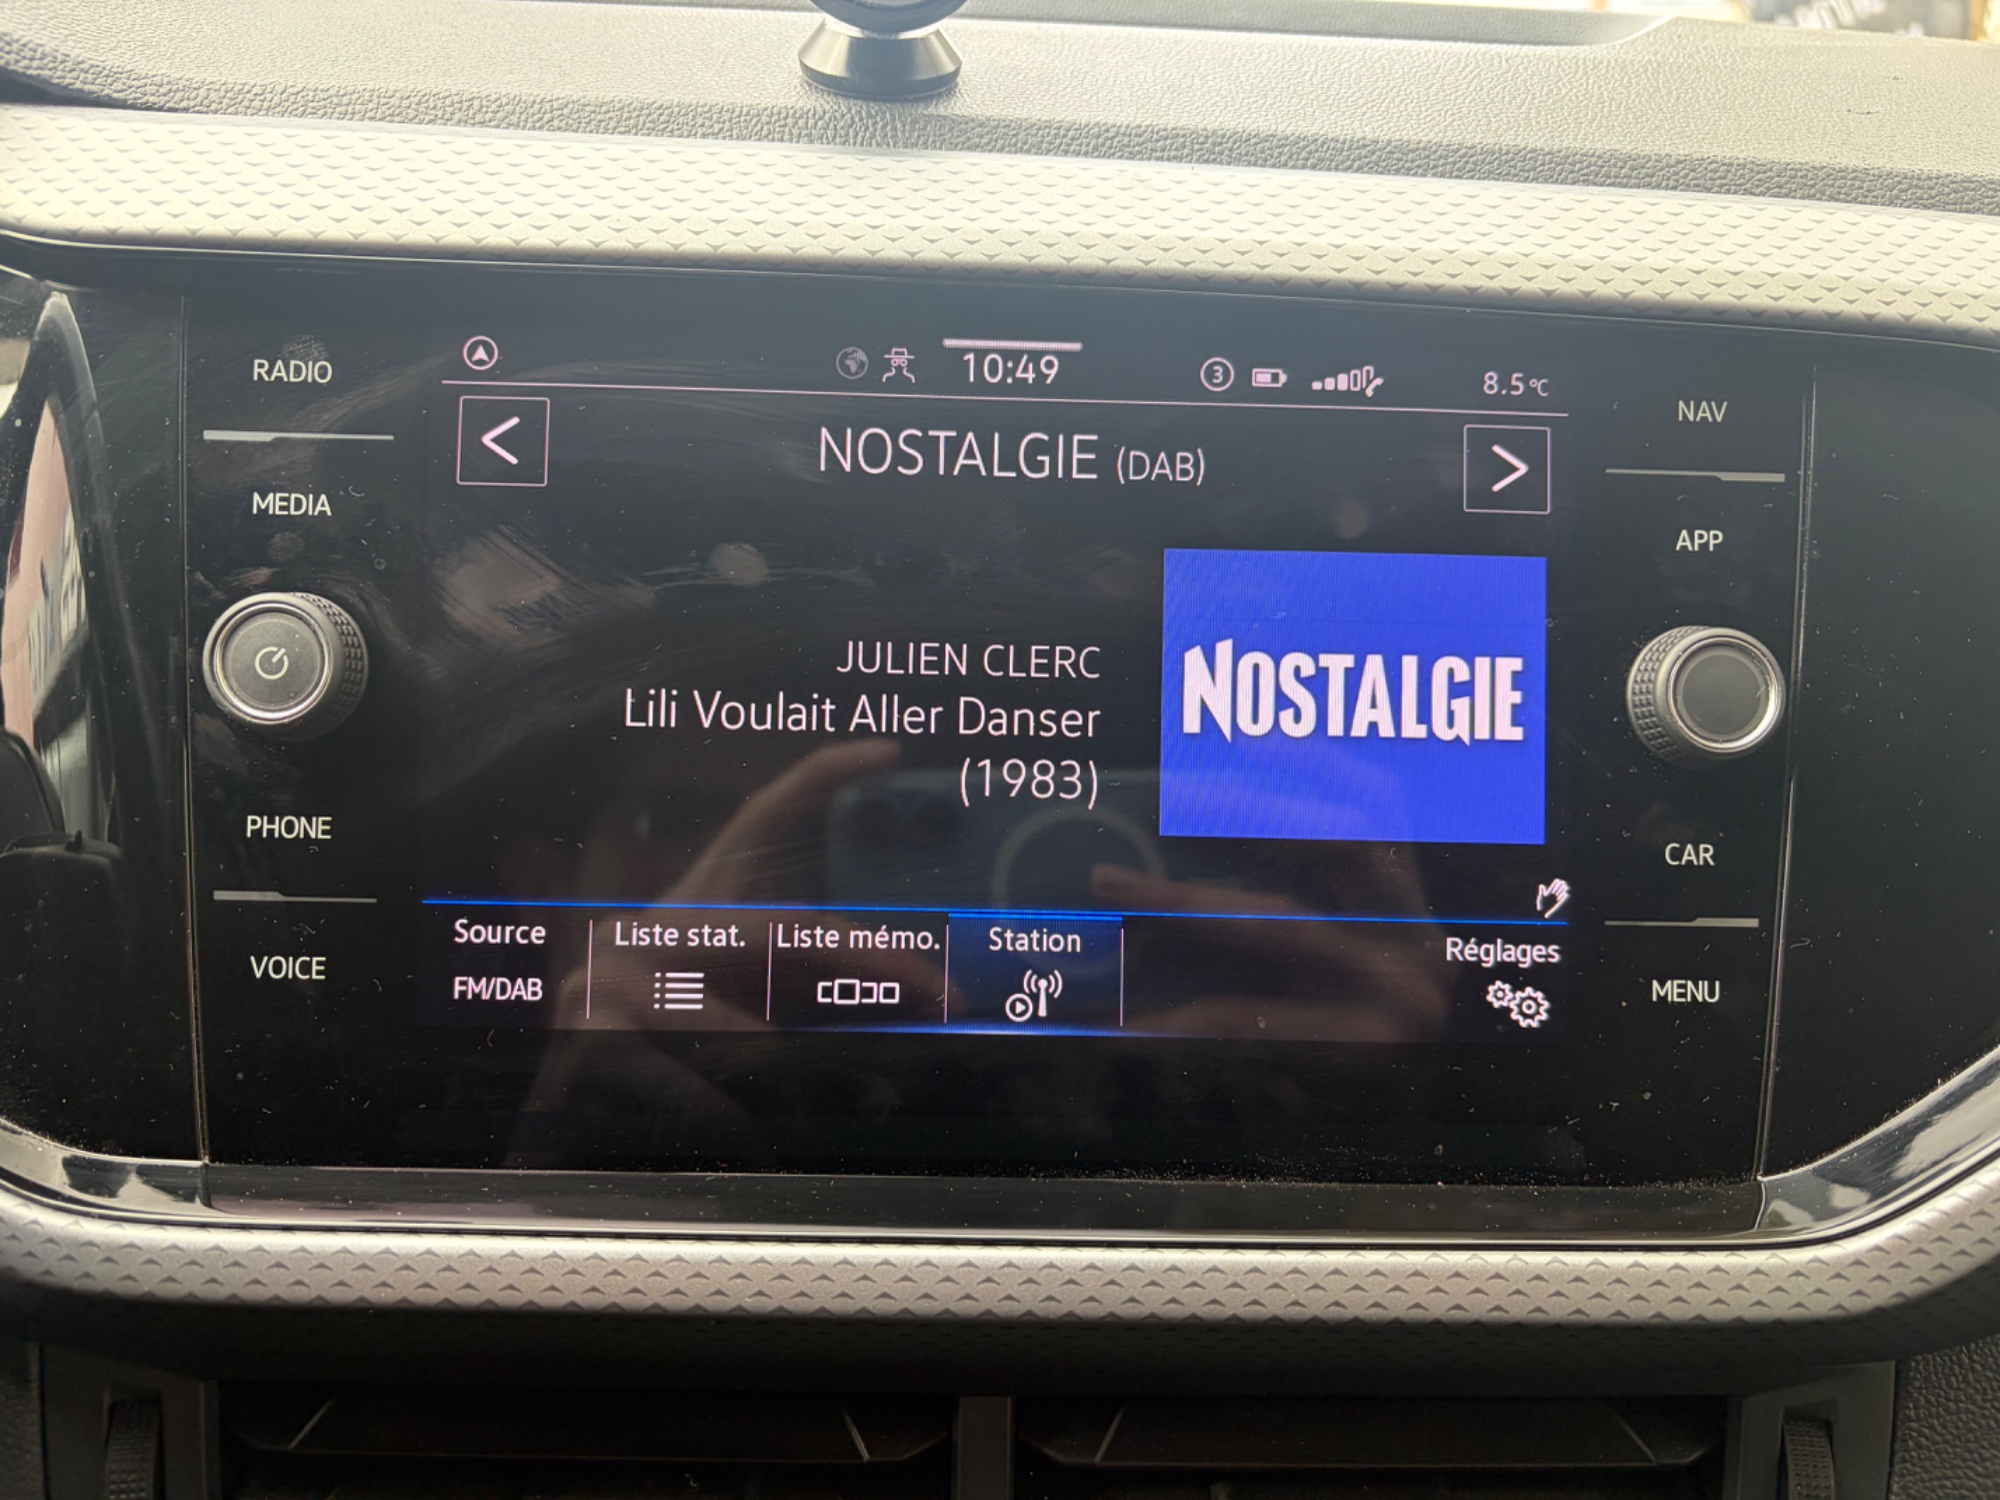 RADIO
MEDIA
PHONE
VOICE
10:49
3
8.5°C
NOSTALGIE (DAB)
JULIEN CLERC
Lili Voulait Aller Danser
(1983)
NOSTALGIE
Source
FM/DAB
Liste stat.
Liste mémo.
Station
Réglages
NAV
APP
CAR
MENU